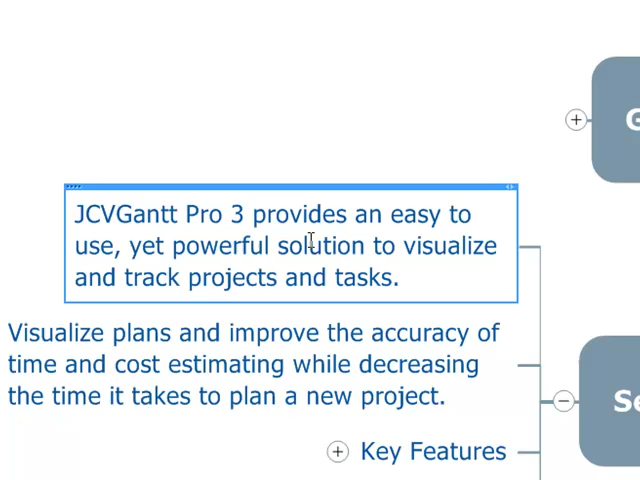 G
JCVGantt Pro 3 provides an easy to
use, yet powerful solution to visualize
and track projects and tasks.
Visualize plans and improve the accuracy of
time and cost estimating while decreasing
the time it takes to plan a new project.
Se
Key Features